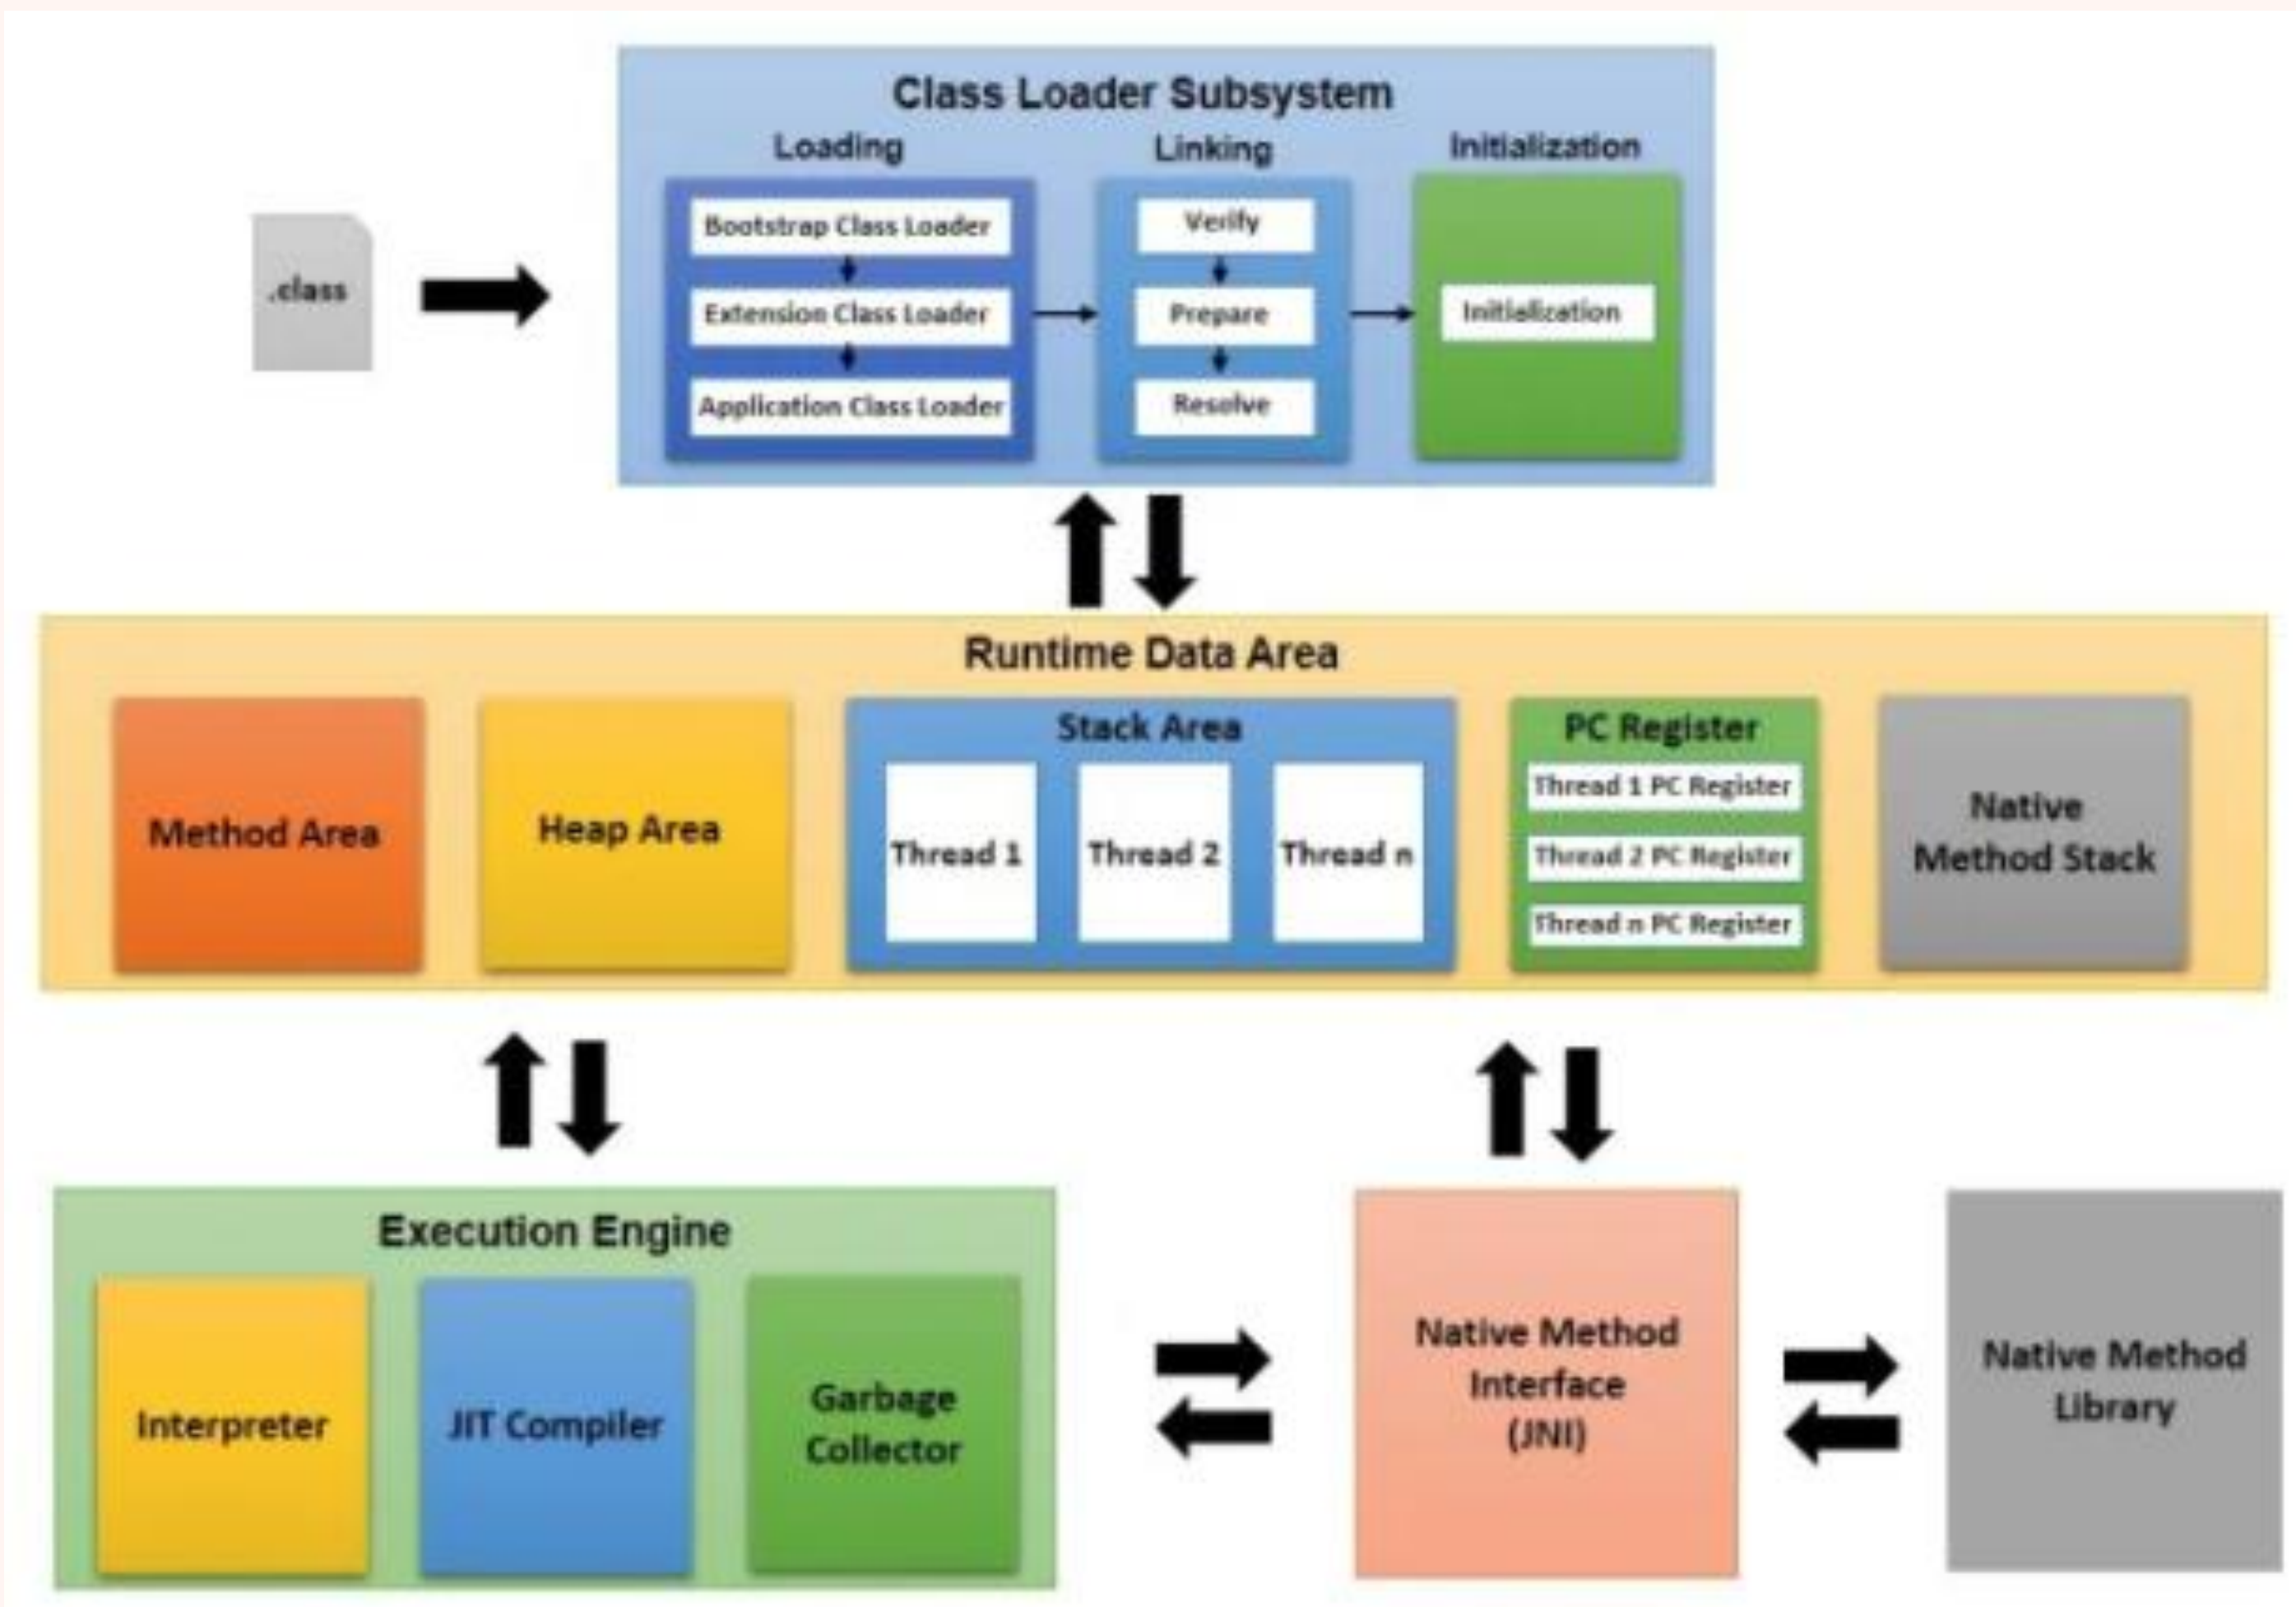 Class Loader Subsystem
Loading
Linking
Initialization
.class
Bootstrap Class Loader
Extension Class Loader
Application Class Loader
Verify
Prepare
Resolve
Initialization
Runtime Data Area
Method Area
Heap Area
Stack Area
Thread 1
Thread 2
Thread n
PC Register
Thread 1 PC Register
Thread 2 PC Register
Thread n PC Register
Native
Method Stack
Execution Engine
Interpreter
JIT Compiler
Garbage
Collector
Native Method
Interface
(JNI)
Native Method
Library